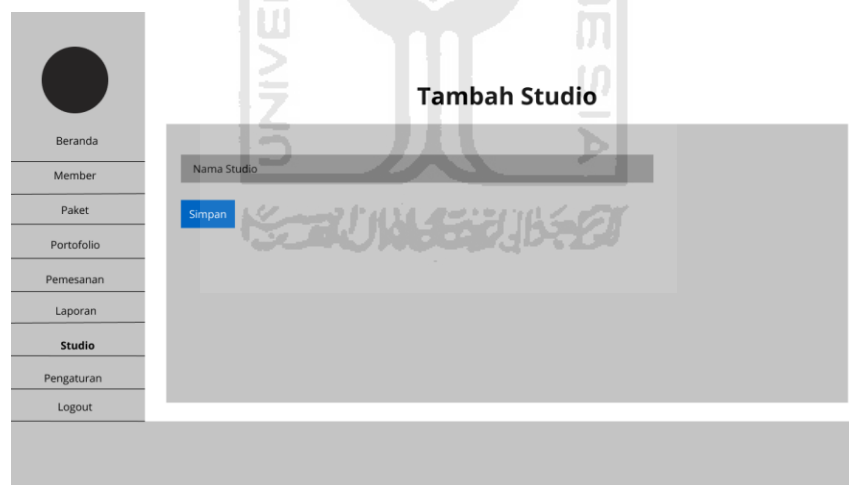 Tambah Studio
Beranda
Member
Paket
Portofolio
Pemesanan
Laporan
Studio
Pengaturan
Logout
Nama Studio
Simpan